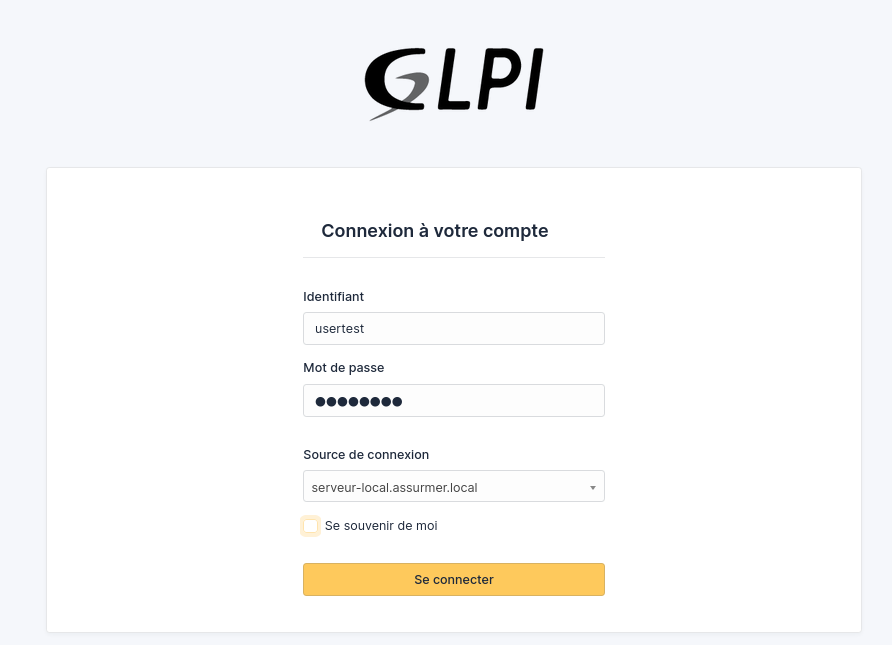 GLPI
Connexion à votre compte
Identifiant
usertest
Mot de passe
●●●●●●●●
Source de connexion
serveur-local.assurmer.local
Se souvenir de moi
Se connecter